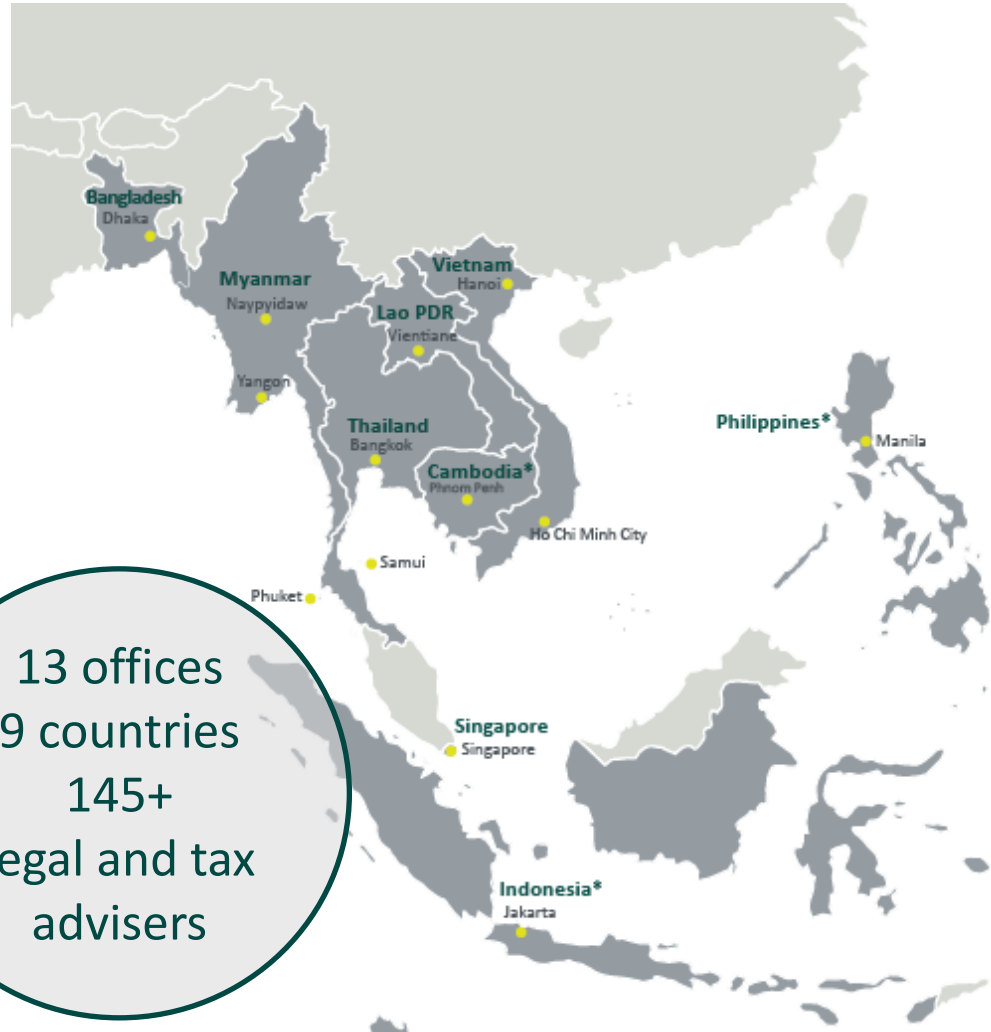 Bangladesh
Dhaka
Myanmar
Naypyidaw
Yangon
Vietnam
Hanoi
Lao PDR
Vientiane
Thailand
Bangkok
Cambodia*
Phnom Penh
Ho Chi Minh City
Philippines*
Manila
Samui
Phuket
Singapore
Singapore
Indonesia*
Jakarta
13 offices
9 countries
145+
egal and tax
advisers